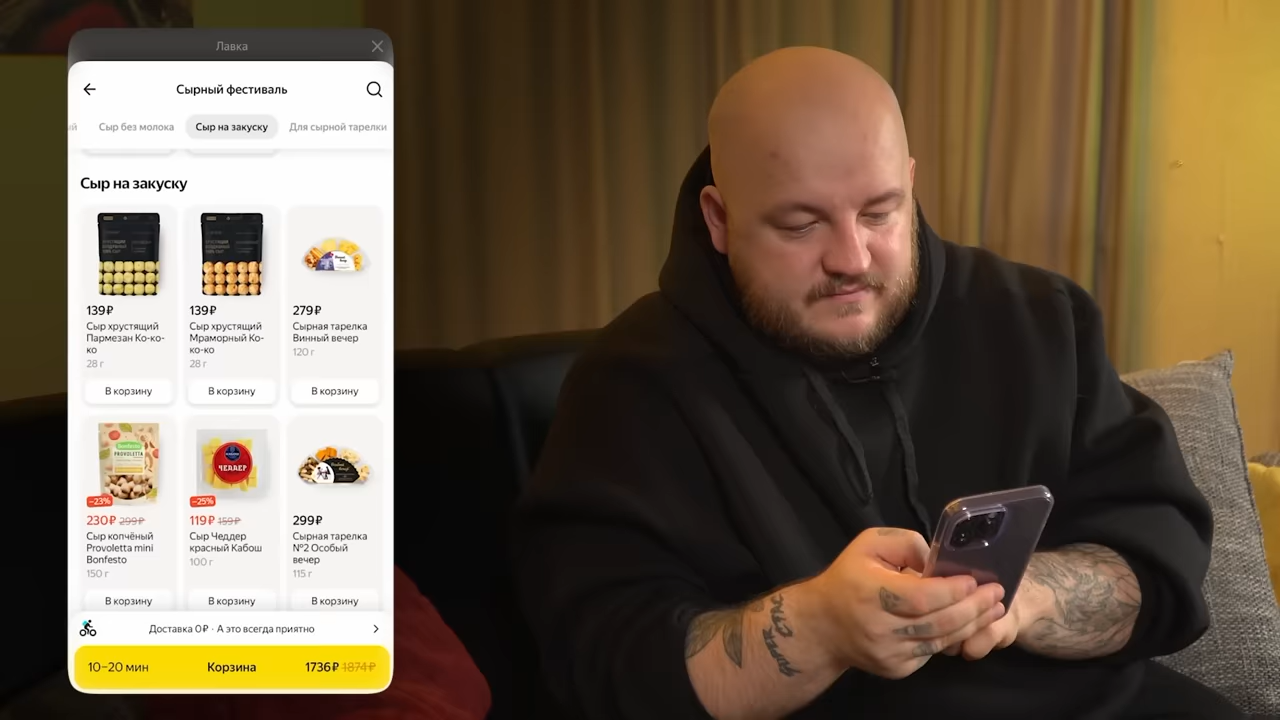 Лавка
Сырный фестиваль
ый
Сыр без молока
Сыр на закуску
Для сырной тарелки
Сыр на закуску
139₽
Сыр хрустящий
Пармезан Ко-ко-
ко
28 г
В корзину
139₽
Сыр хрустящий
Мраморный Ко-
ко-ко
28 г
В корзину
279₽
Сырная тарелка
Винный вечер
120 г
В корзину
bonfesto
PROVOLETTA
−23%
230₽ 299₽
Сыр копчёный
Provoletta mini
Bonfesto
150 г
В корзину
ЧЕДДЕР
−25%
119₽ 159₽
Сыр Чеддер
красный Кабош
100 г
В корзину
299₽
Сырная тарелка
№2 Особый
вечер
115 г
В корзину
Доставка 0₽ · А это всегда приятно
10–20 мин
Корзина
1736₽ 1874₽